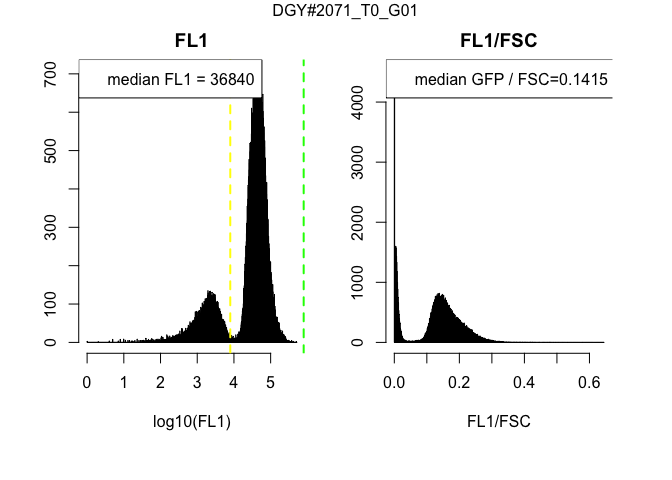 DGY#2071_T0_G01
FL1
median FL1 = 36840
700
500
300
100
0
0 1 2 3 4 5
log10(FL1)
FL1/FSC
median GFP / FSC=0.1415
4000
3000
2000
1000
0
0.0 0.2 0.4 0.6
FL1/FSC